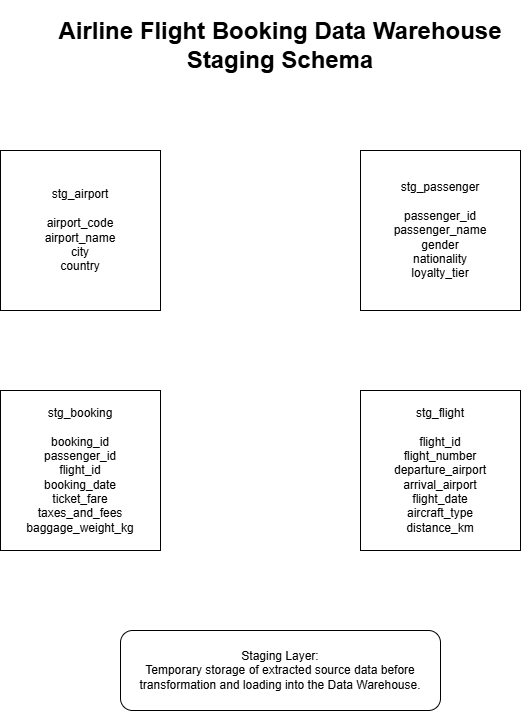 Airline Flight Booking Data Warehouse
Staging Schema
stg_airport
airport_code
airport_name
city
country
stg_passenger
passenger_id
passenger_name
gender
nationality
loyalty_tier
stg_booking
booking_id
passenger_id
flight_id
booking_date
ticket_fare
taxes_and_fees
baggage_weight_kg
stg_flight
flight_id
flight_number
departure_airport
arrival_airport
flight_date
aircraft_type
distance_km
Staging Layer:
Temporary storage of extracted source data before
transformation and loading into the Data Warehouse.